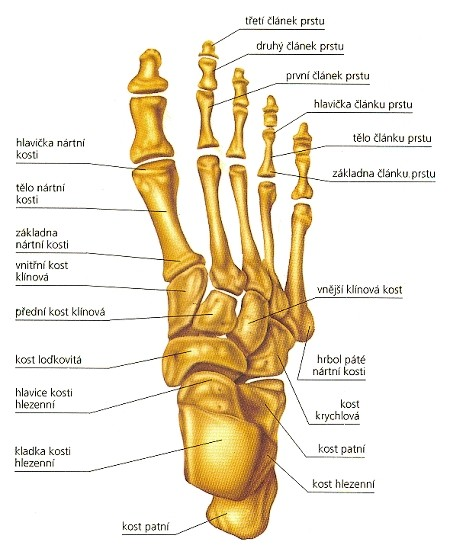 třetí článek prstu
druhý článek prstu
první článek prstu
hlavička článku prstu
tělo článku prstu
základna článku prstu
hlavička nártní
kosti
tělo nártní
kosti
základna
nártní kosti
vnitřní kost
klínová
přední kost klínová
kost loďkovitá
hlavice kosti
hlezenní
kladka kosti
hlezenní
kost patní
vnější klínová kost
hrbol páté
nártní kosti
kost
krychlová
kost patní
kost hlezenní